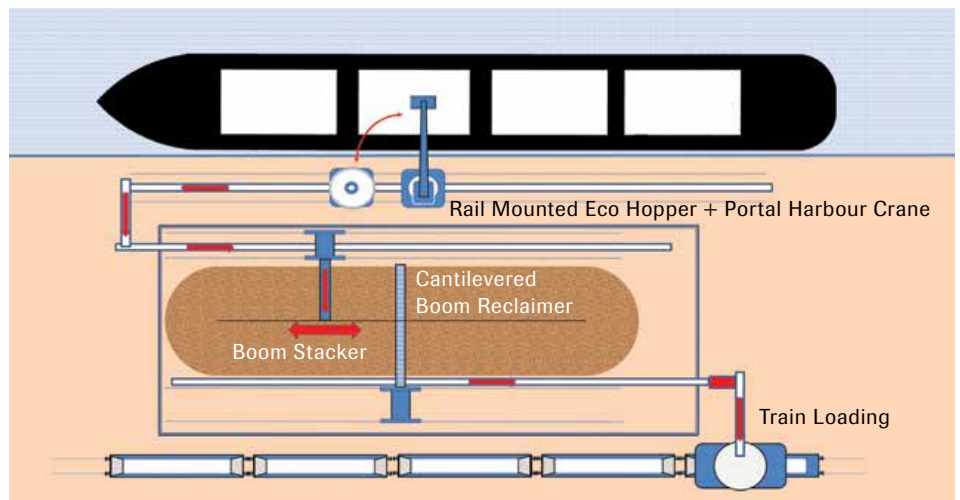 Rail Mounted Eco Hopper + Portal Harbour Crane
Cantilevered
Boom Reclaimer
Boom Stacker
Train Loading